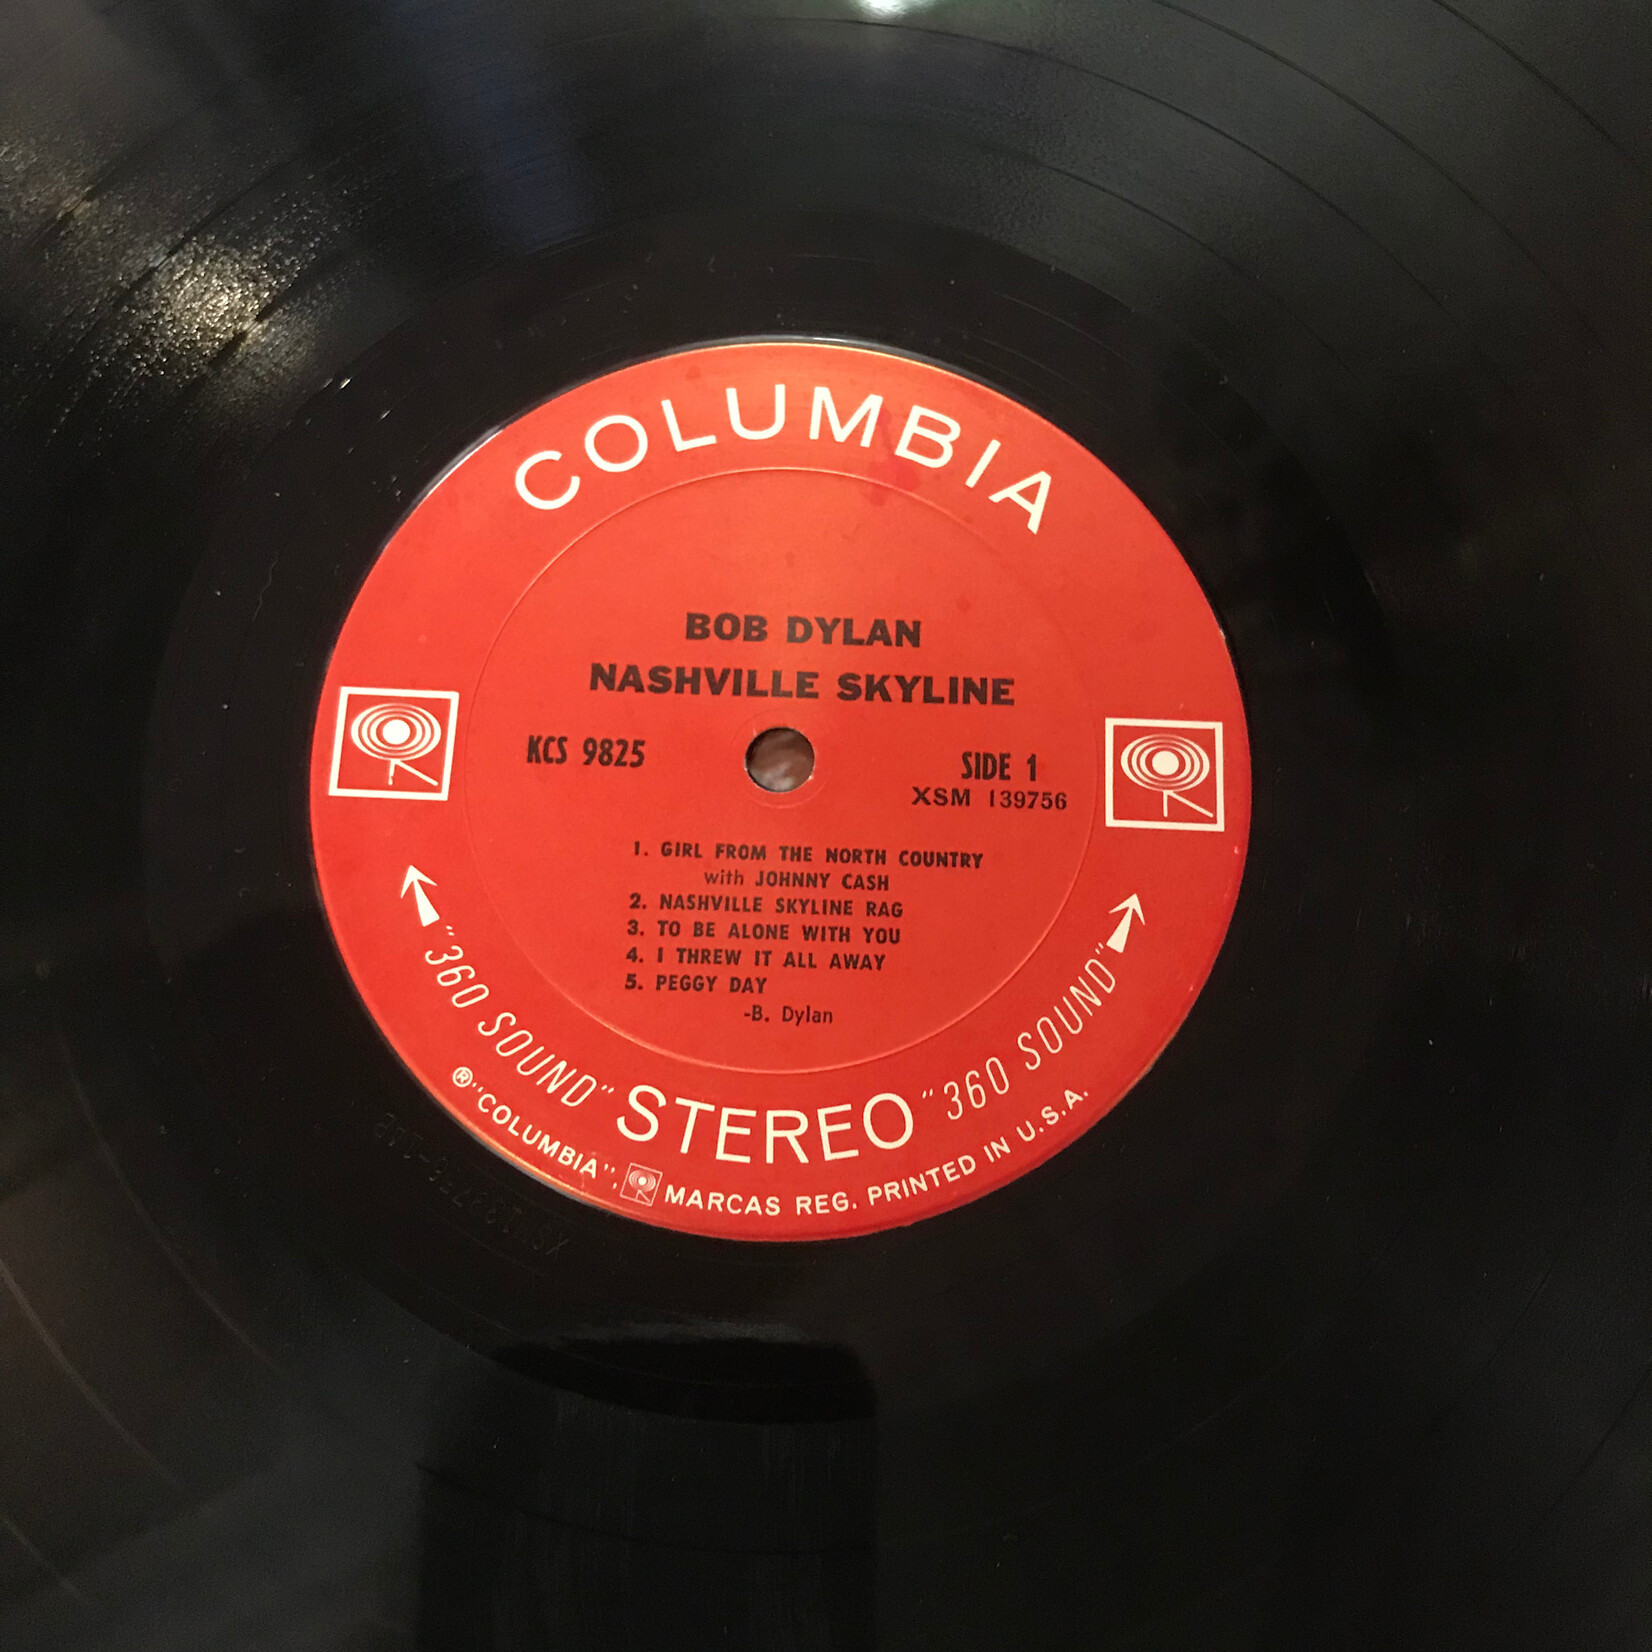 COLUMBIA
BOB DYLAN
NASHVILLE SKYLINE
KCS 9825
SIDE 1
XSM 139756
1. GIRL FROM THE NORTH COUNTRY
with JOHNNY CASH
2. NASHVILLE SKYLINE RAG
3. TO BE ALONE WITH YOU
4. I THREW IT ALL AWAY
5. PEGGY DAY
-B. Dylan
"360 SOUND" STEREO "360 SOUND"
®"COLUMBIA", MARCAS REG. PRINTED IN U.S.A.